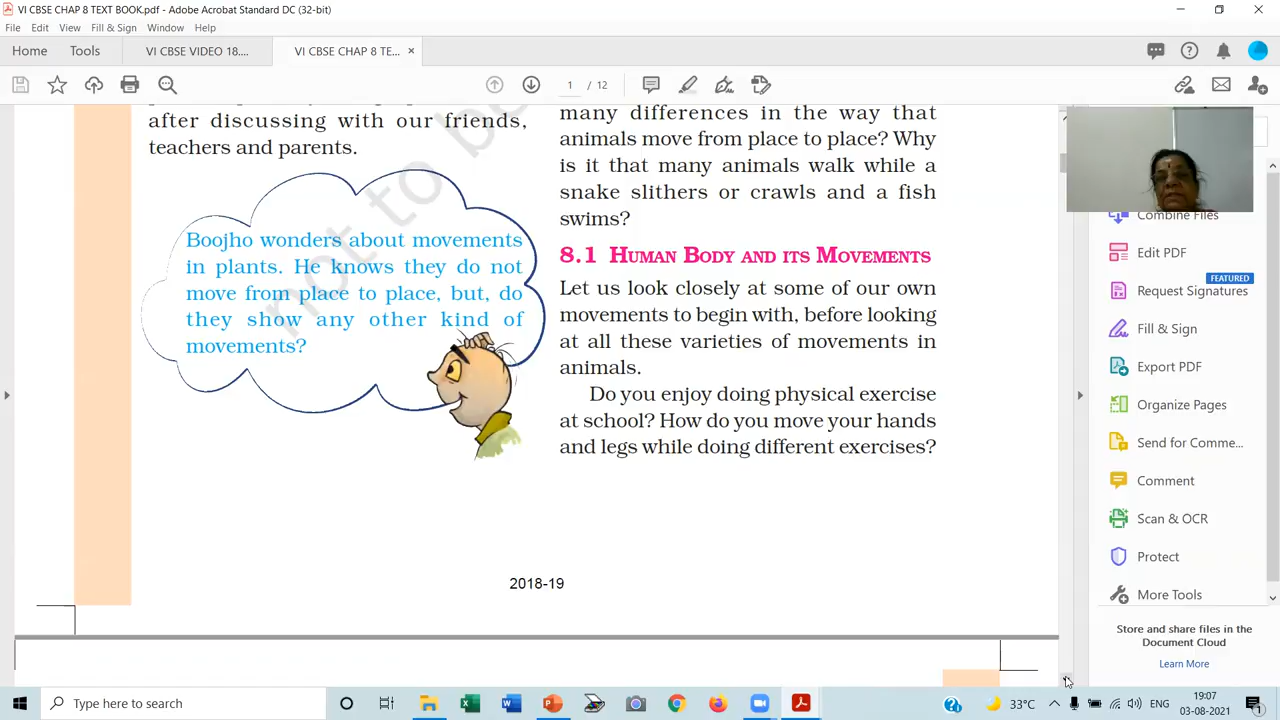 VI CBSE CHAP 8 TEXT BOOK.pdf - Adobe Acrobat Standard DC (32-bit)
File Edit View Fill & Sign Window Help
Home Tools VI CBSE VIDEO 18.... VI CBSE CHAP 8 TE... ×
1 / 12
after discussing with our friends,
teachers and parents.
Boojho wonders about movements
in plants. He knows they do not
move from place to place, but, do
they show any other kind of
movements?
not to be
many differences in the way that
animals move from place to place? Why
is it that many animals walk while a
snake slithers or crawls and a fish
swims?
8.1 HUMAN BODY AND ITS MOVEMENTS
Let us look closely at some of our own
movements to begin with, before looking
at all these varieties of movements in
animals.
Do you enjoy doing physical exercise
at school? How do you move your hands
and legs while doing different exercises?
2018-19
Combine Files
Edit PDF
FEATURED
Request Signatures
Fill & Sign
Export PDF
Organize Pages
Send for Comme...
Comment
Scan & OCR
Protect
More Tools
Store and share files in the
Document Cloud
Learn More
Type here to search
33°C
ENG
19:07
03-08-2021